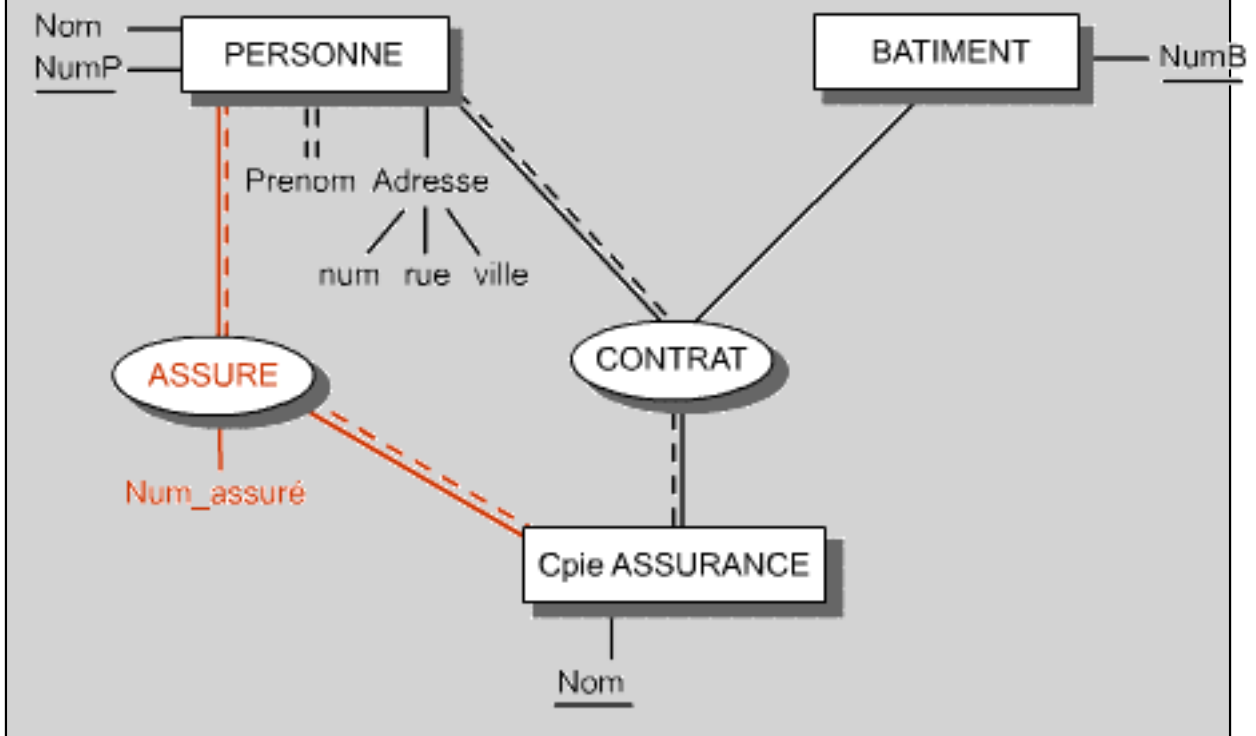 Nom
NumP
PERSONNE
BATIMENT
NumB
Prenom
Adresse
num
rue
ville
ASSURE
CONTRAT
Num_assuré
Cpie ASSURANCE
Nom